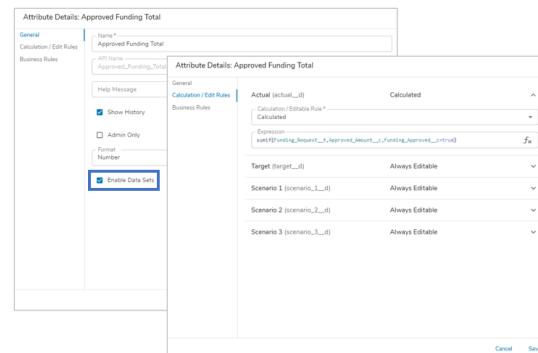 Attribute Details: Approved Funding Total
General
Calculation / Edit Rules
Business Rules
Name *
Approved Funding Total
API Name
Approved_Funding_Total
Help Message
Show History
Admin Only
Format
Number
Enable Data Sets
Attribute Details: Approved Funding Total
General
Calculation / Edit Rules
Business Rules
Actual (actual__d) Calculated
Calculation / Editable Rule *
Calculated
Expression
sumif(Funding_Request__t,Approved_Amount__c,Funding_Approved__c=true) fx
Target (target__d) Always Editable
Scenario 1 (scenario_1__d) Always Editable
Scenario 2 (scenario_2__d) Always Editable
Scenario 3 (scenario_3__d) Always Editable
Cancel Sav